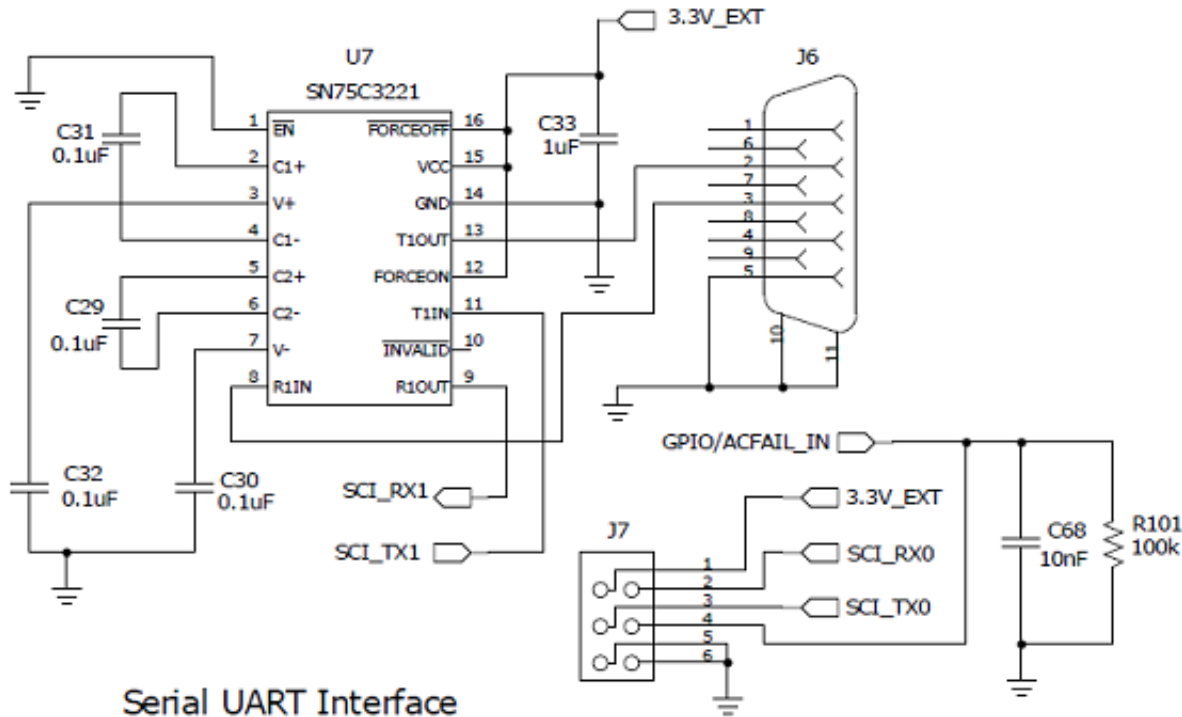 3.3V_EXT
U7
SN75C3221
J6
C31
0.1uF
1 EN FORCEOFF 16
2 C1+ VCC 15
3 V+ GND 14
4 C1- T1OUT 13
5 C2+ FORCEON 12
6 C2- T1IN 11
7 V- INVALID 10
8 R1IN R1OUT 9
C33
1uF
1
6
2
7
3
8
4
9
5
10
11
C29
0.1uF
C32
0.1uF
C30
0.1uF
SCI_RX1
SCI_TX1
GPIO/ACFAIL_IN
J7
3.3V_EXT
SCI_RX0
SCI_TX0
1
2
3
4
5
6
C68
10nF
R101
100k
Serial UART Interface